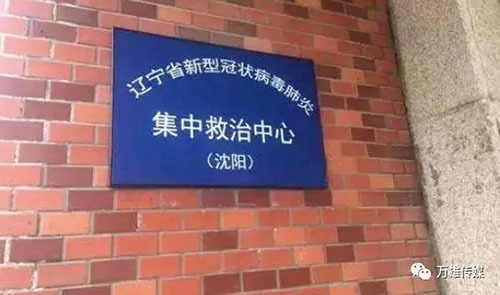 辽宁省新型冠状病毒肺炎
集中救治中心
（沈阳）
万雄传媒